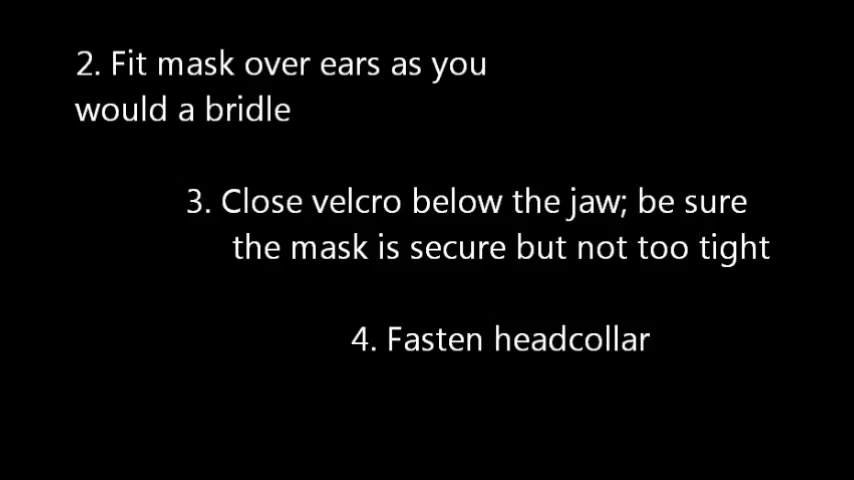 2. Fit mask over ears as you
would a bridle
3. Close velcro below the jaw; be sure
the mask is secure but not too tight
4. Fasten headcollar